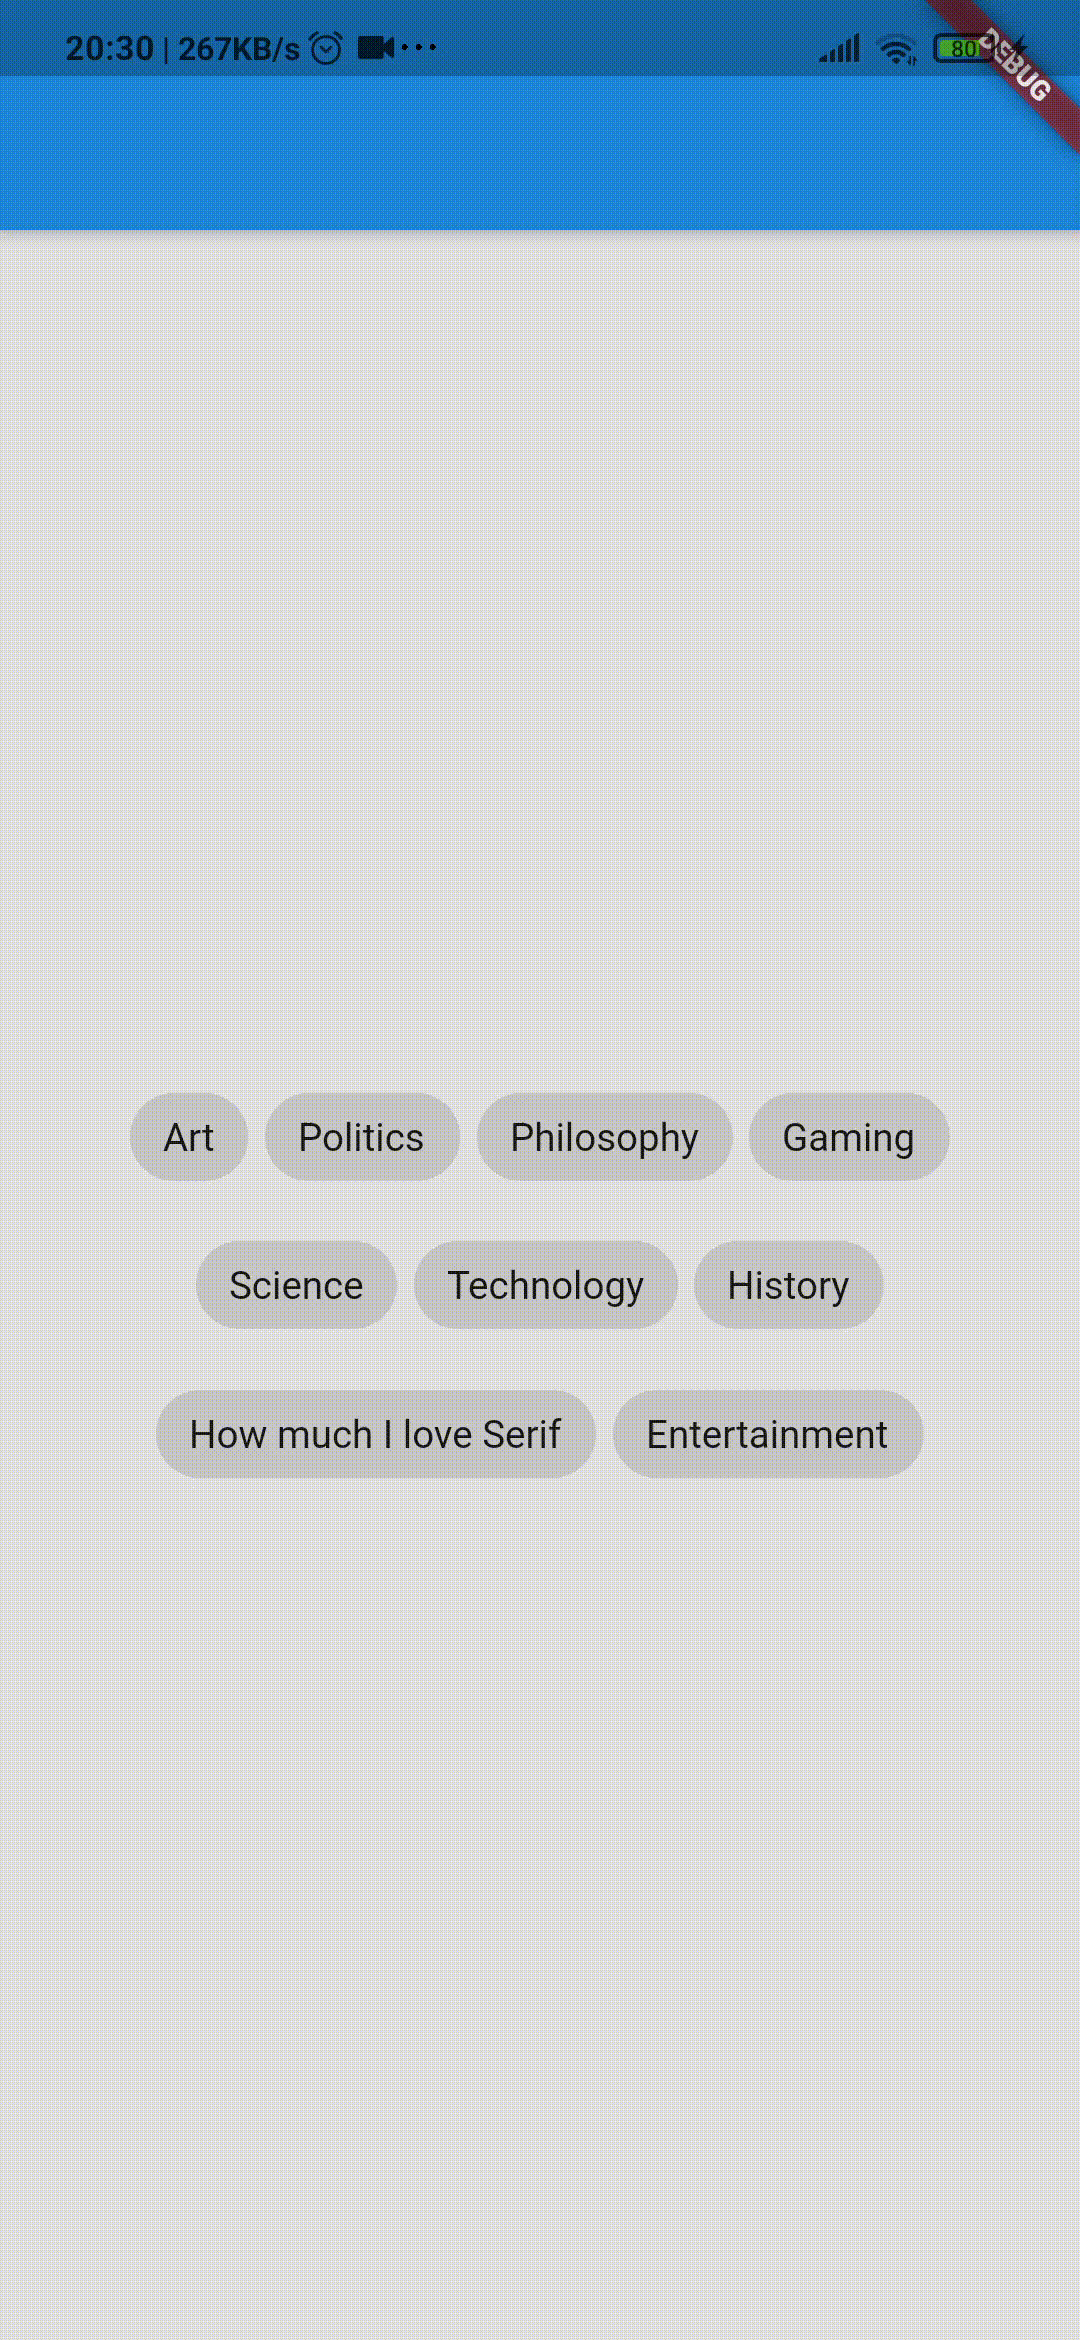 20:30 | 267KB/s 80
DEBUG
Art Politics Philosophy Gaming
Science Technology History
How much I love Serif Entertainment